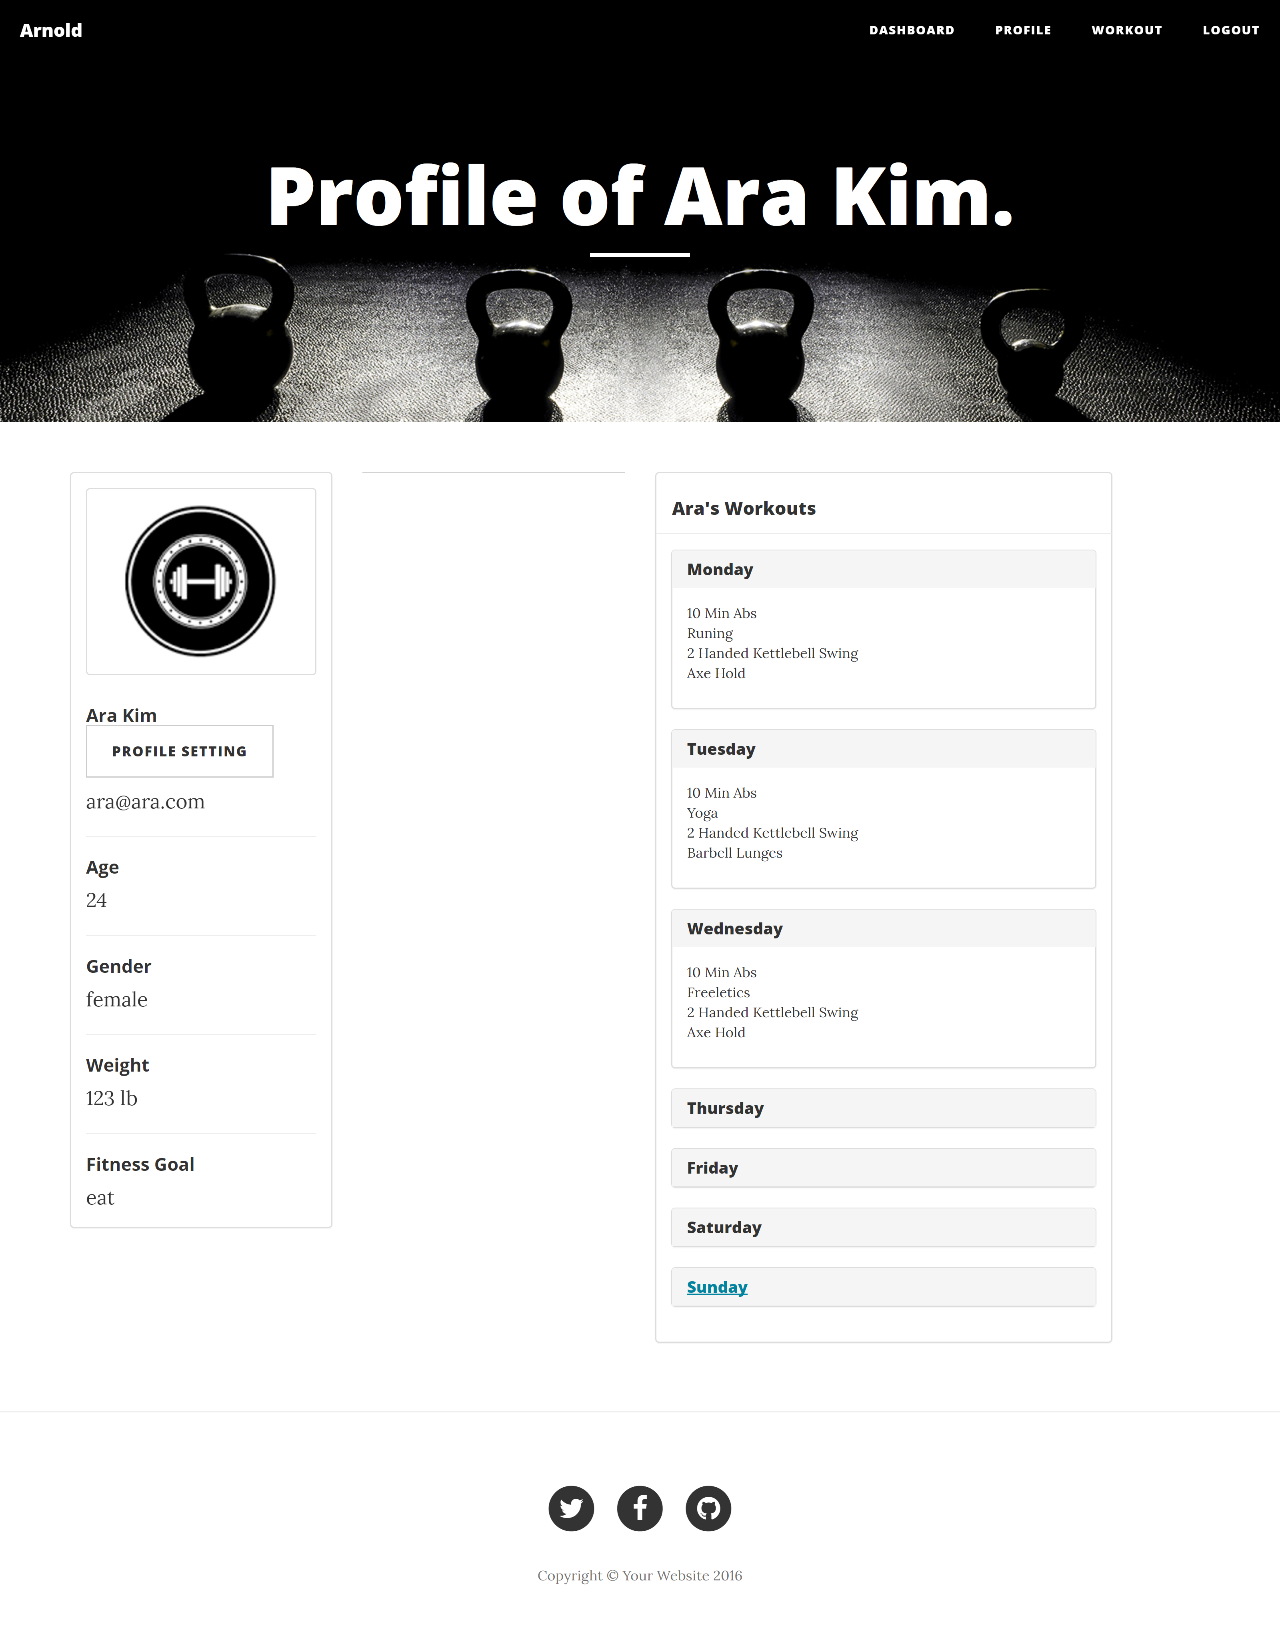 Arnold
DASHBOARD
PROFILE
WORKOUT
LOGOUT
Profile of Ara Kim.
Ara Kim
PROFILE SETTING
ara@ara.com
Age
24
Gender
female
Weight
123 lb
Fitness Goal
eat
Ara's Workouts
Monday
10 Min Abs
Runing
2 Handed Kettlebell Swing
Axe Hold
Tuesday
10 Min Abs
Yoga
2 Handed Kettlebell Swing
Barbell Lunges
Wednesday
10 Min Abs
Freeletics
2 Handed Kettlebell Swing
Axe Hold
Thursday
Friday
Saturday
Sunday
Copyright © Your Website 2016